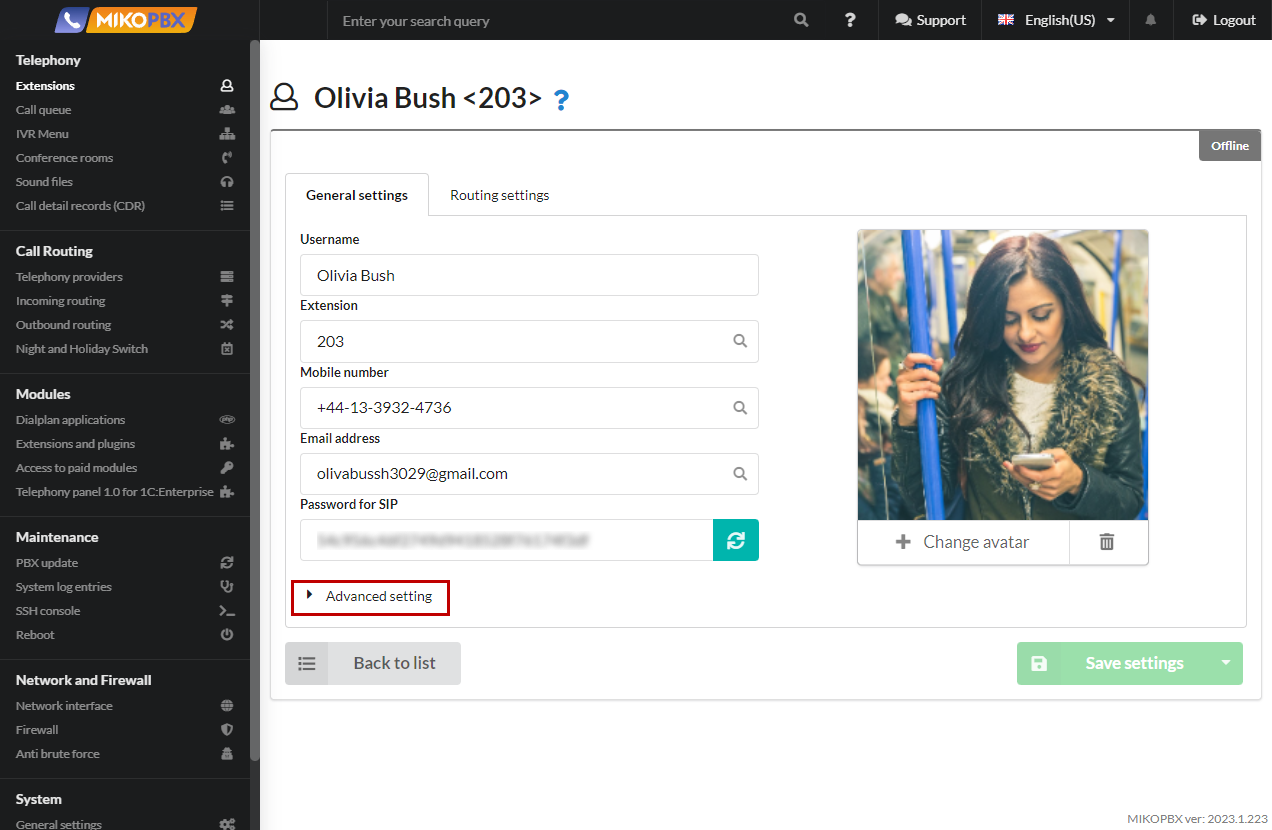 MIKOPBX
Enter your search query
?
Support
English(US)
Logout
Telephony
Extensions
Call queue
IVR Menu
Conference rooms
Sound files
Call detail records (CDR)
Call Routing
Telephony providers
Incoming routing
Outbound routing
Night and Holiday Switch
Modules
Dialplan applications
Extensions and plugins
Access to paid modules
Telephony panel 1.0 for 1C:Enterprise
Maintenance
PBX update
System log entries
SSH console
Reboot
Network and Firewall
Network interface
Firewall
Anti brute force
System
General settings
Olivia Bush <203> ?
Offline
General settings
Routing settings
Username
Olivia Bush
Extension
203
Mobile number
+44-13-3932-4736
Email address
olivabussh3029@gmail.com
Password for SIP
Change avatar
Advanced setting
Back to list
Save settings
MIKOPBX ver: 2023.1.223